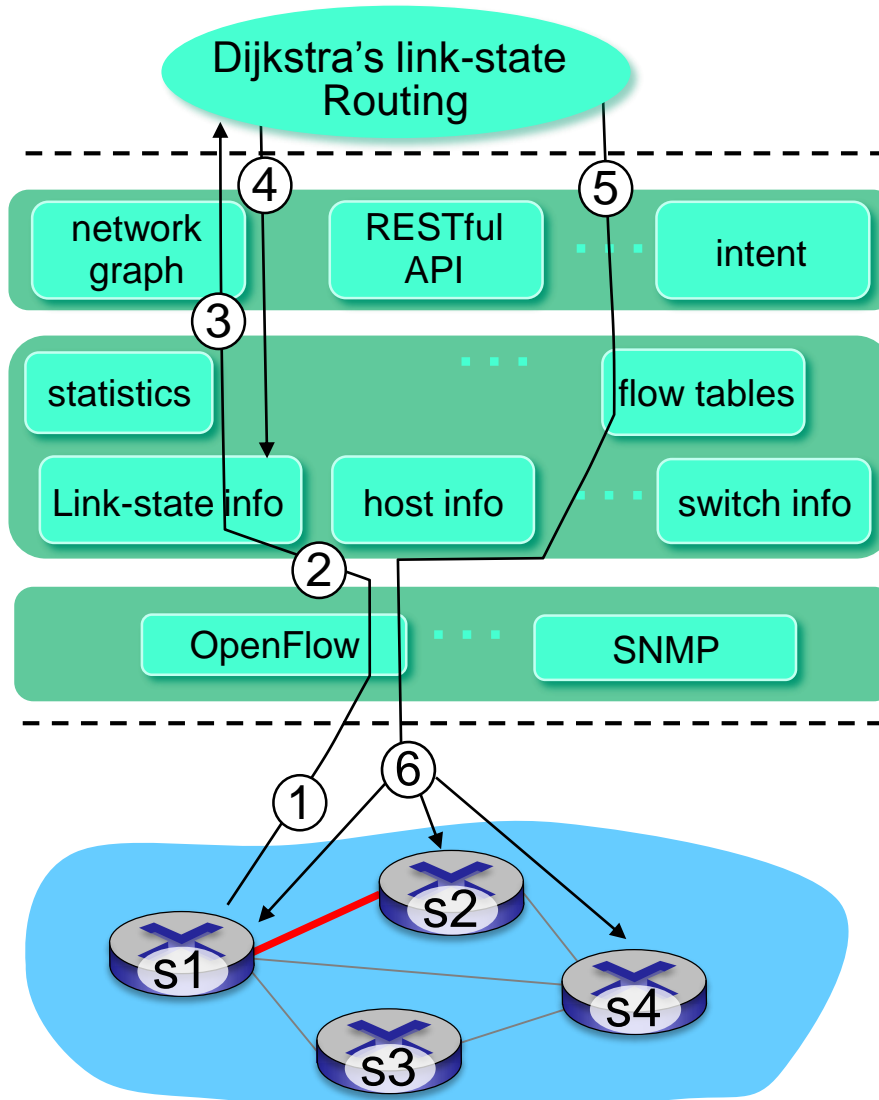 Dijkstra’s link-state
Routing
4
5
network
graph
RESTful
API
. . .
intent
3
statistics
. . .
flow tables
Link-state info
host info
. . .
switch info
2
OpenFlow
. . .
SNMP
6
1
s2
s1
s4
s3